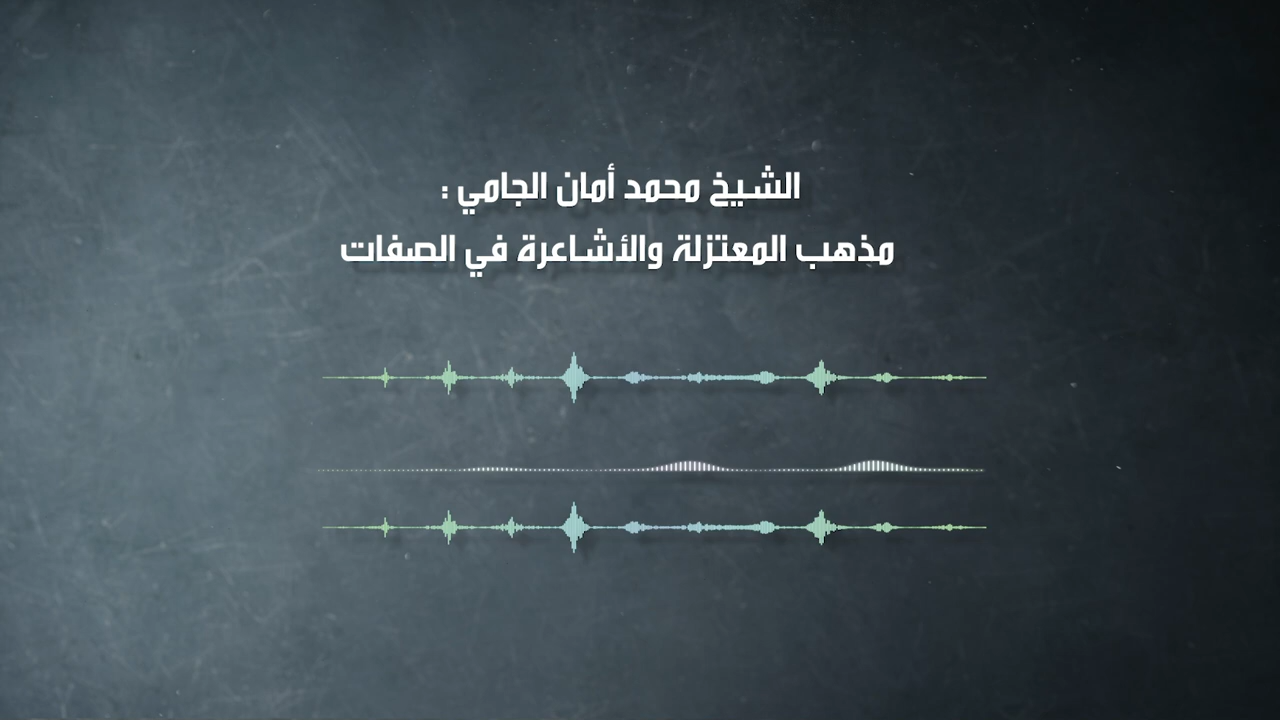 الشيخ محمد أمان الجامي :
مذهب المعتزلة والأشاعرة في الصفات